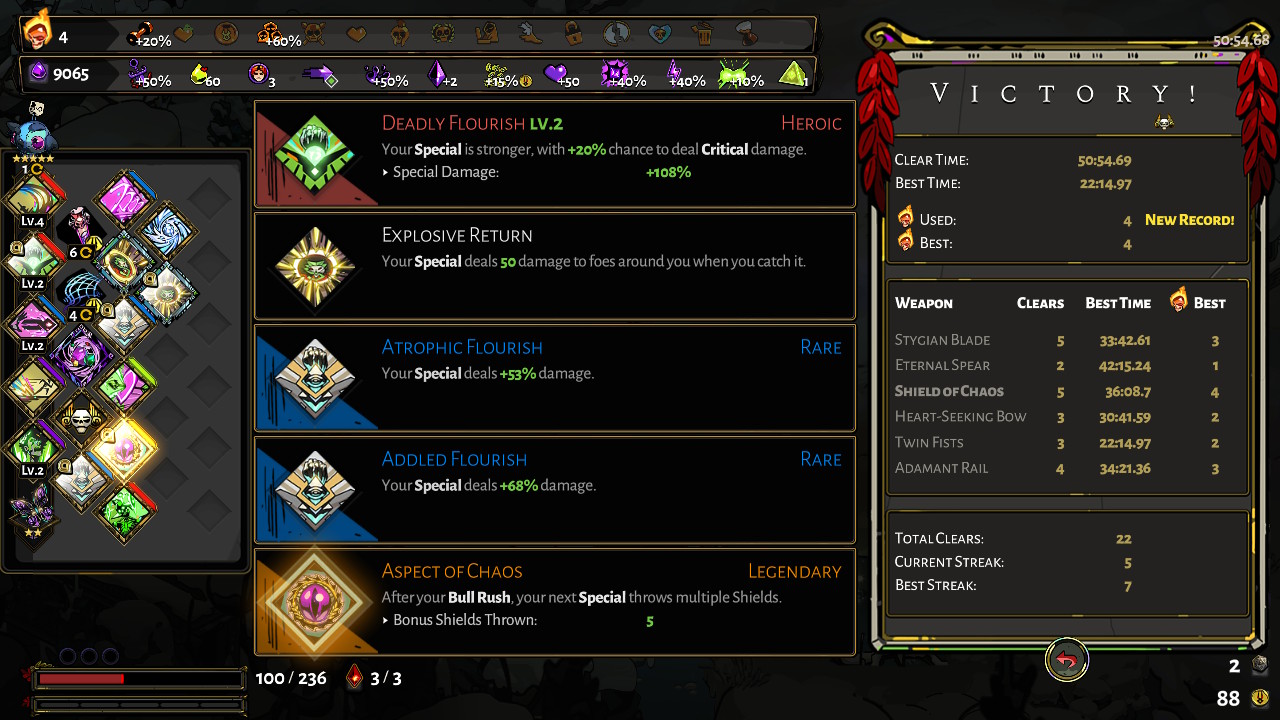 4
+20%
+60%
50:54.68
9065
+50%
60
3
+50%
+2
+15%
+50
+40%
+40%
+10%
1
1
Lv.4
6
Lv.2
4
Lv.2
Lv.2
DEADLY FLOURISH LV.2 HEROIC
Your Special is stronger, with +20% chance to deal Critical damage.
Special Damage: +108%
EXPLOSIVE RETURN
Your Special deals 50 damage to foes around you when you catch it.
ATROPHIC FLOURISH RARE
Your Special deals +53% damage.
ADDLED FLOURISH RARE
Your Special deals +68% damage.
ASPECT OF CHAOS LEGENDARY
After your Bull Rush, your next Special throws multiple Shields.
Bonus Shields Thrown: 5
100 / 236 3 / 3
VICTORY!
CLEAR TIME: 50:54.69
BEST TIME: 22:14.97
USED: 4 NEW RECORD!
BEST: 4
WEAPON CLEARS BEST TIME BEST
STYGIAN BLADE 5 33:42.61 3
ETERNAL SPEAR 2 42:15.24 1
SHIELD OF CHAOS 5 36:08.7 4
HEART-SEEKING BOW 3 30:41.59 2
TWIN FISTS 3 22:14.97 2
ADAMANT RAIL 4 34:21.36 3
TOTAL CLEARS: 22
CURRENT STREAK: 5
BEST STREAK: 7
2
88